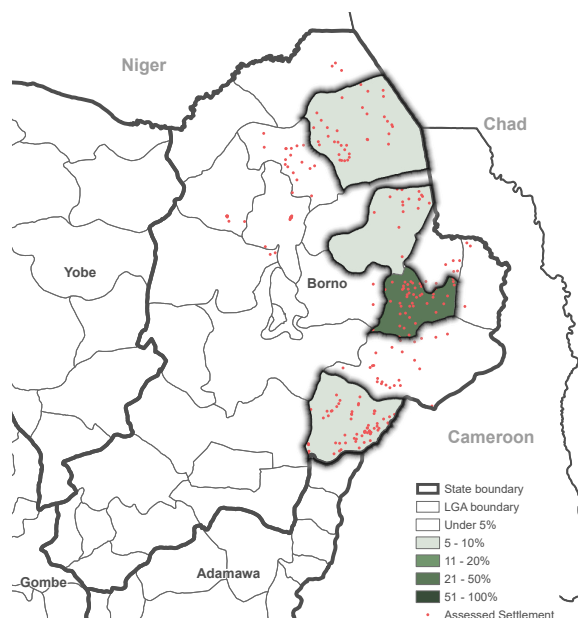 Niger
Chad
Yobe
Borno
Cameroon
State boundary
LGA boundary
Under 5%
5 - 10%
11 - 20%
21 - 50%
51 - 100%
Assessed Settlement
Gombe
Adamawa